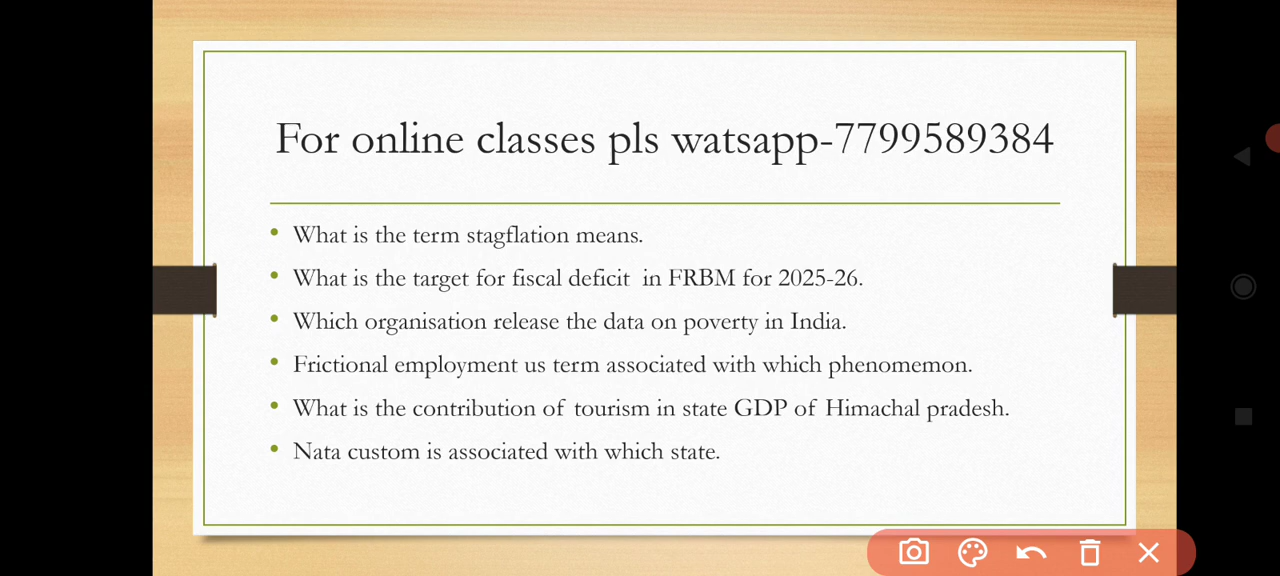 For online classes pls watsapp-7799589384
What is the term stagflation means.
What is the target for fiscal deficit in FRBM for 2025-26.
Which organisation release the data on poverty in India.
Frictional employment us term associated with which phenomemon.
What is the contribution of tourism in state GDP of Himachal pradesh.
Nata custom is associated with which state.